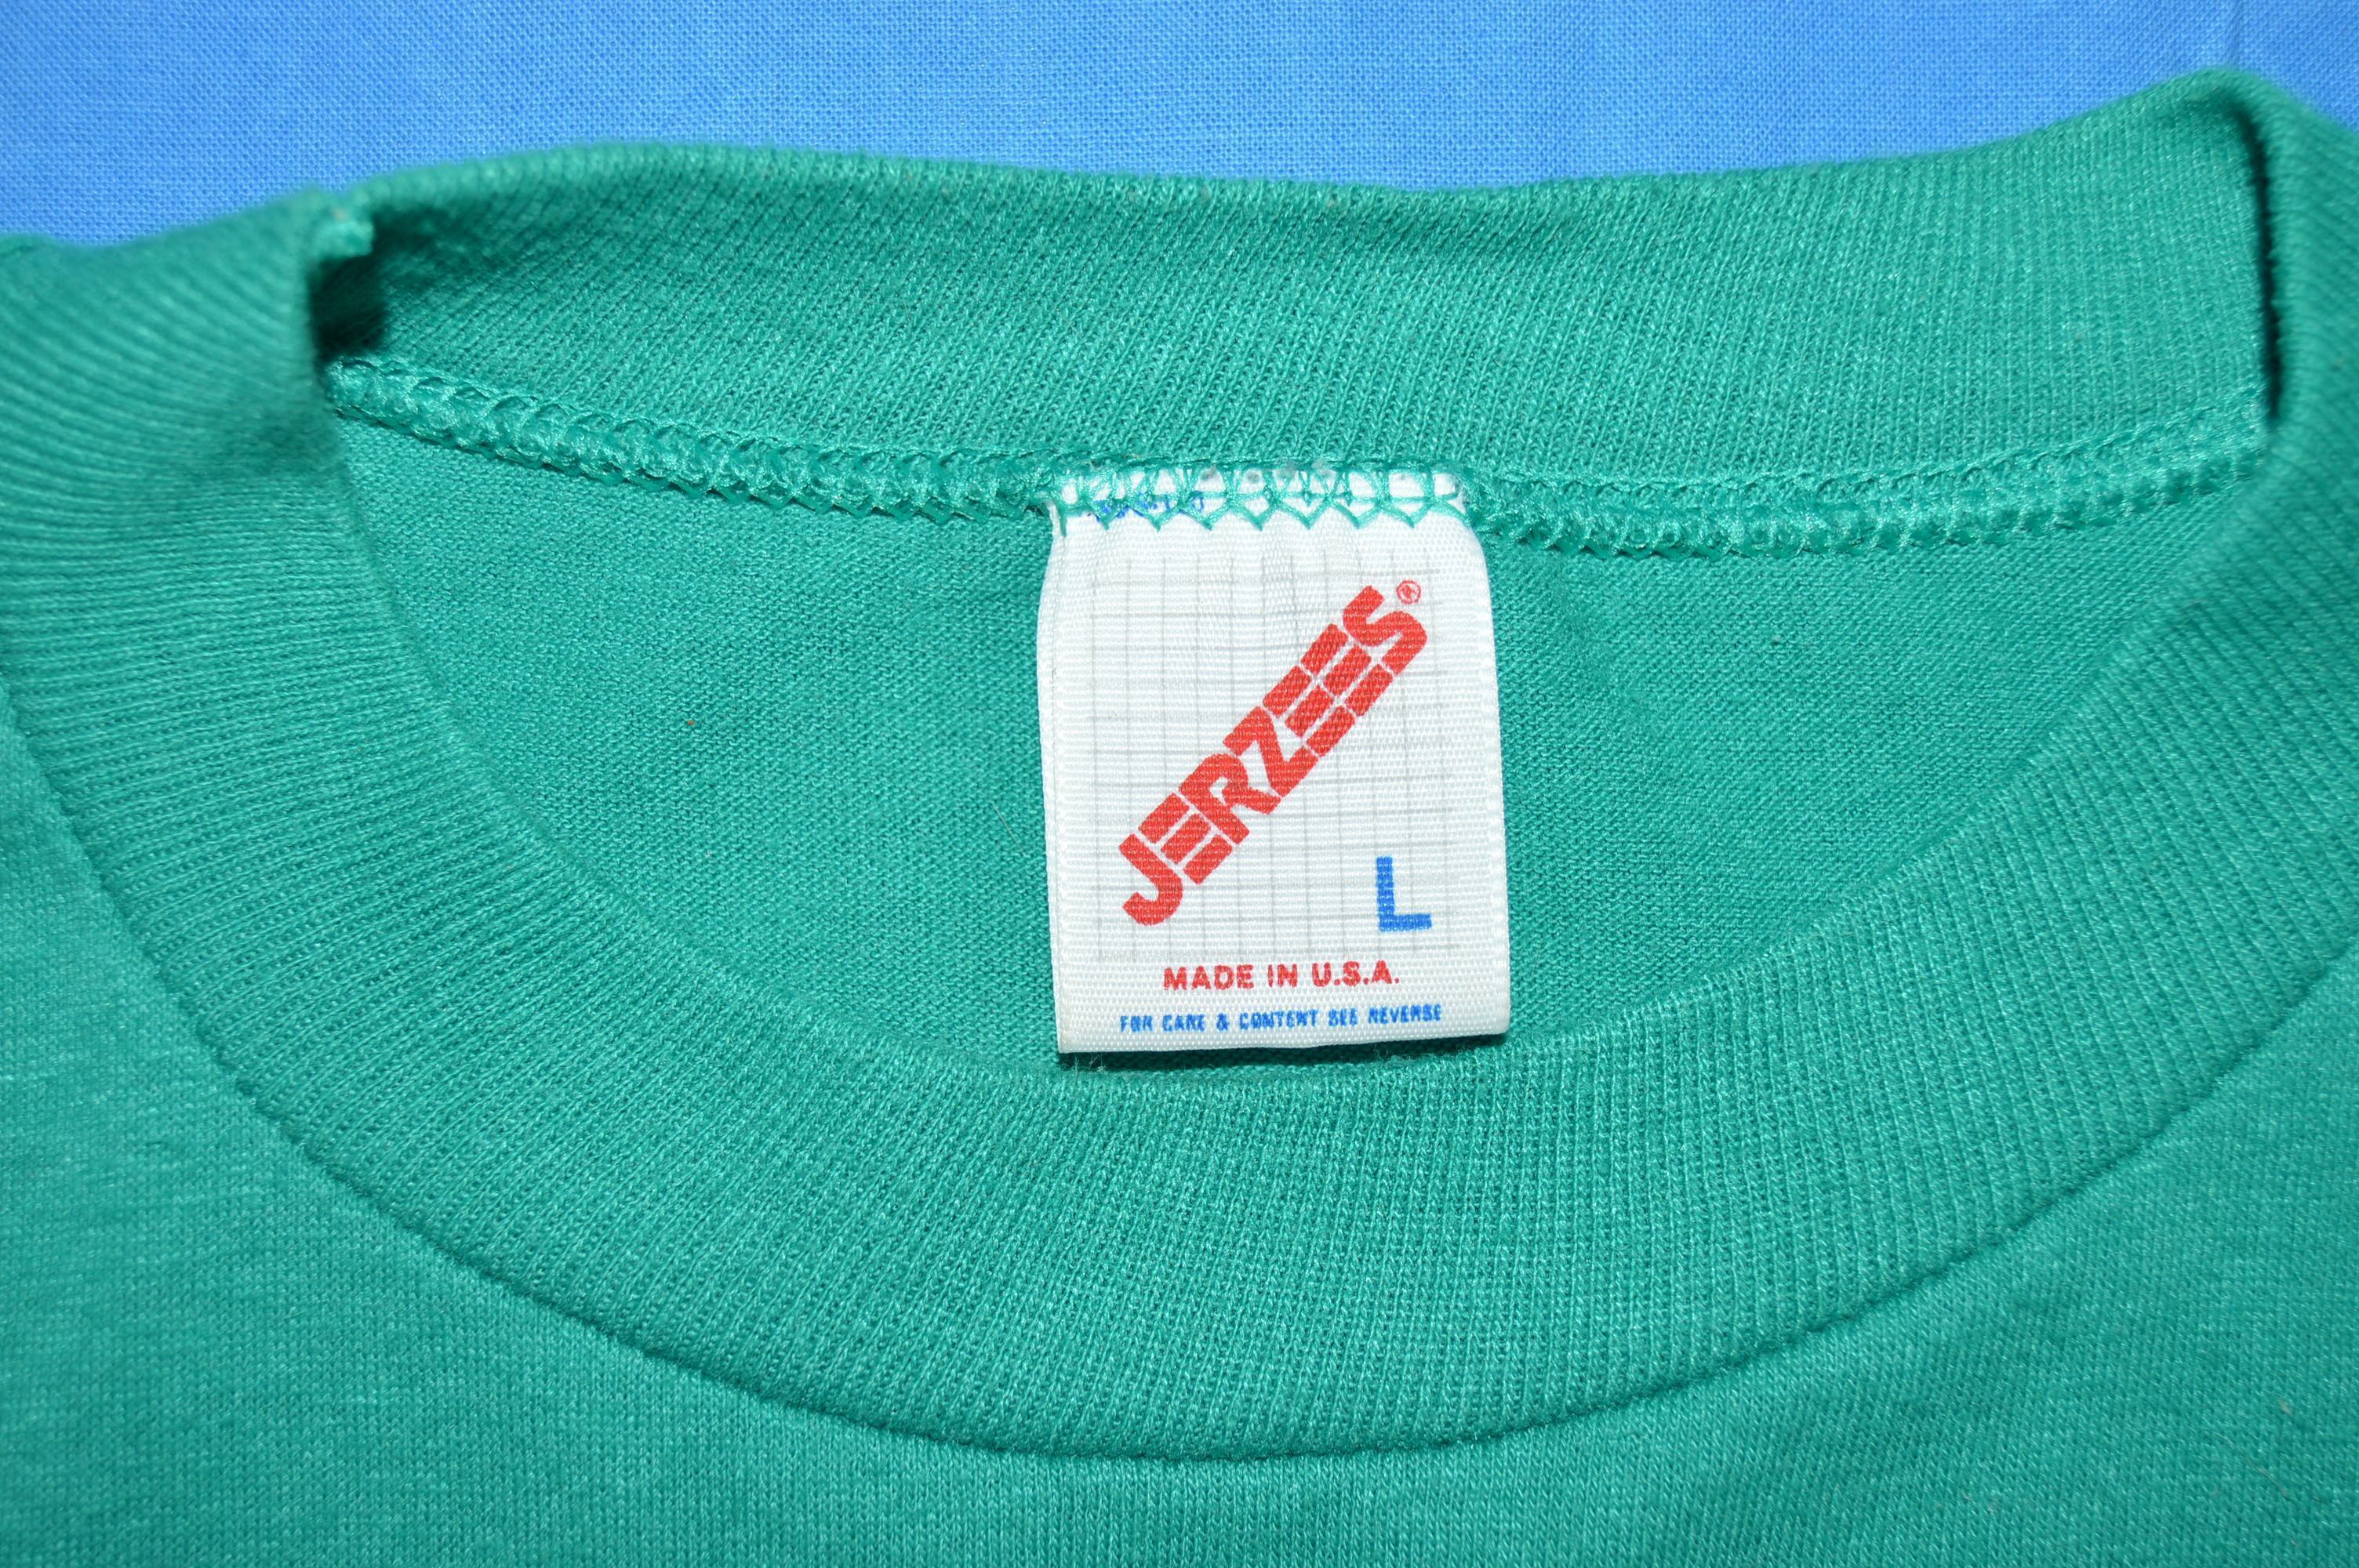 JERZEES®
L
MADE IN U.S.A.
FOR CARE & CONTENT SEE REVERSE